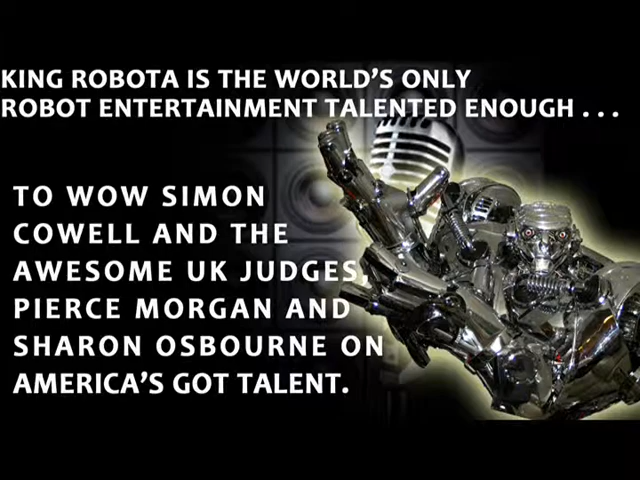 KING ROBOTA IS THE WORLD'S ONLY
ROBOT ENTERTAINMENT TALENTED ENOUGH . . .
TO WOW SIMON
COWELL AND THE
AWESOME UK JUDGES,
PIERCE MORGAN AND
SHARON OSBOURNE ON
AMERICA'S GOT TALENT.